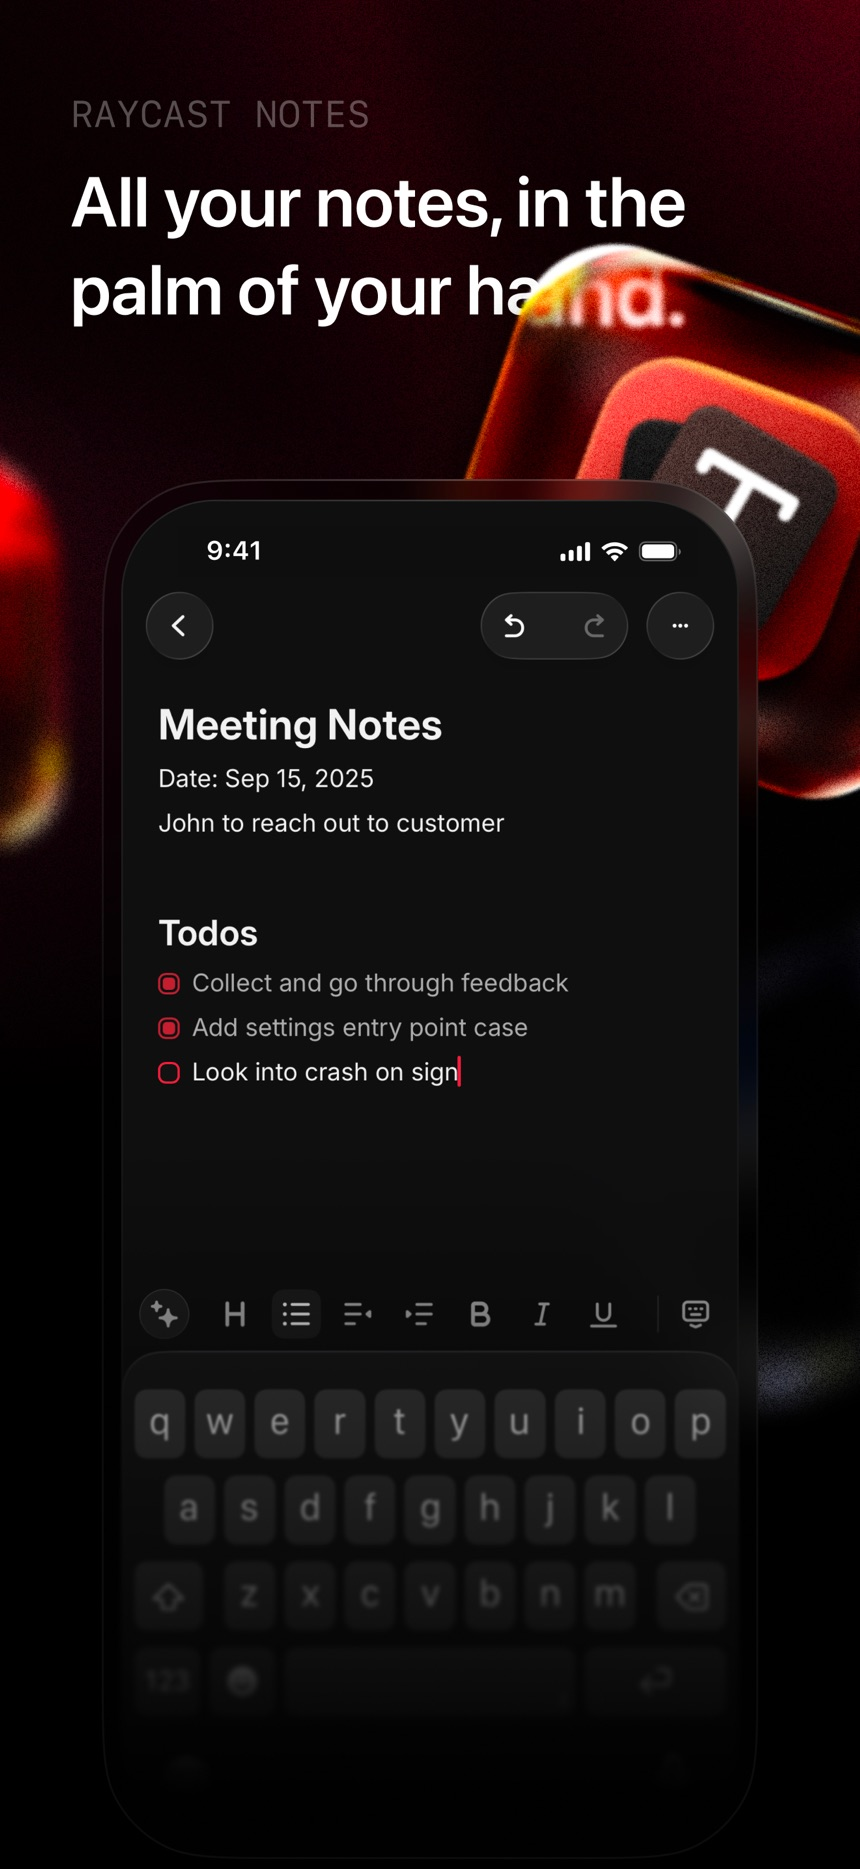 RAYCAST NOTES
All your notes, in the
palm of your hand.
T
9:41
Meeting Notes
Date: Sep 15, 2025
John to reach out to customer
Todos
Collect and go through feedback
Add settings entry point case
Look into crash on sign
H B I U
q w e r t y u i o p
a s d f g h j k l
z x c v b n m
123